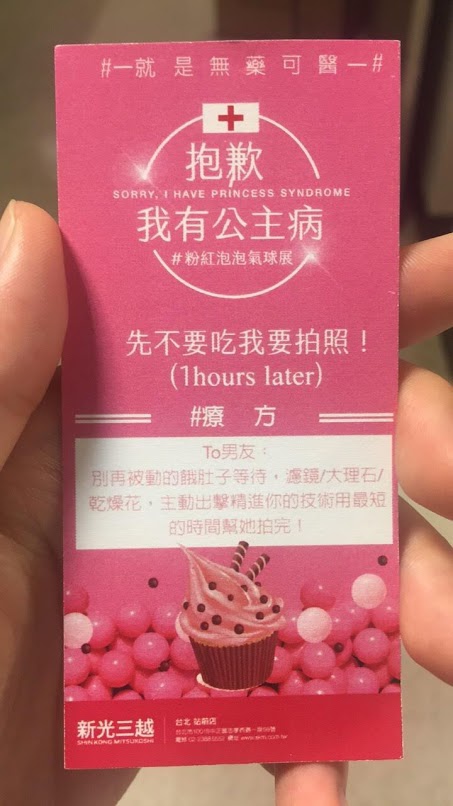 #一就是無藥可醫一#
抱歉
SORRY, I HAVE PRINCESS SYNDROME
我有公主病
#粉紅泡泡氣球展
先不要吃我要拍照！
(1hours later)
#療方
To男友：
別再被動的餓肚子等待，濾鏡/大理石/
乾燥花，主動出擊精進你的技術用最短
的時間幫她拍完！
新光三越
SHIN KONG MITSUKOSHI
台北 站前店